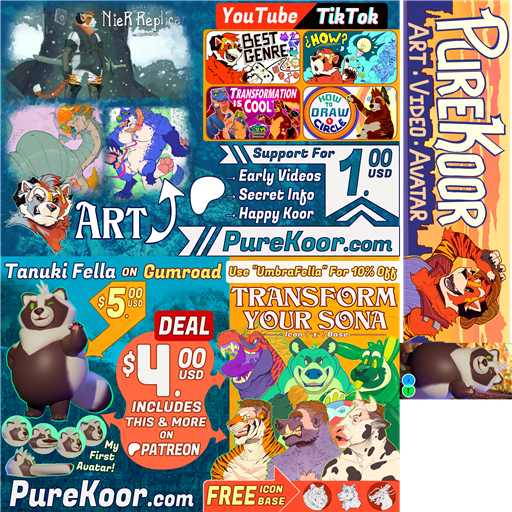 NieR Replica
YouTube
TikTok
BEST
GENRE
¿HOW?
TRANSFORMATION
IS
COOL
HOW
TO
DRAW
A
CIRCLE
ART
Support For
1.00
USD
→ Early Videos
→ Secret Info
→ Happy Koor
PureKoor.com
PUREKOOR
ART · VIDEO · AVATAR
Tanuki Fella ON Gumroad
$5.00
USD
DEAL
$4.00
USD
INCLUDES
THIS & MORE
ON
PATREON
My
First
Avatar!
PureKoor.com
Use "UmbraFella" For 10% Off
TRANSFORM
YOUR SONA
Icon
Base
FREE ICON
BASE